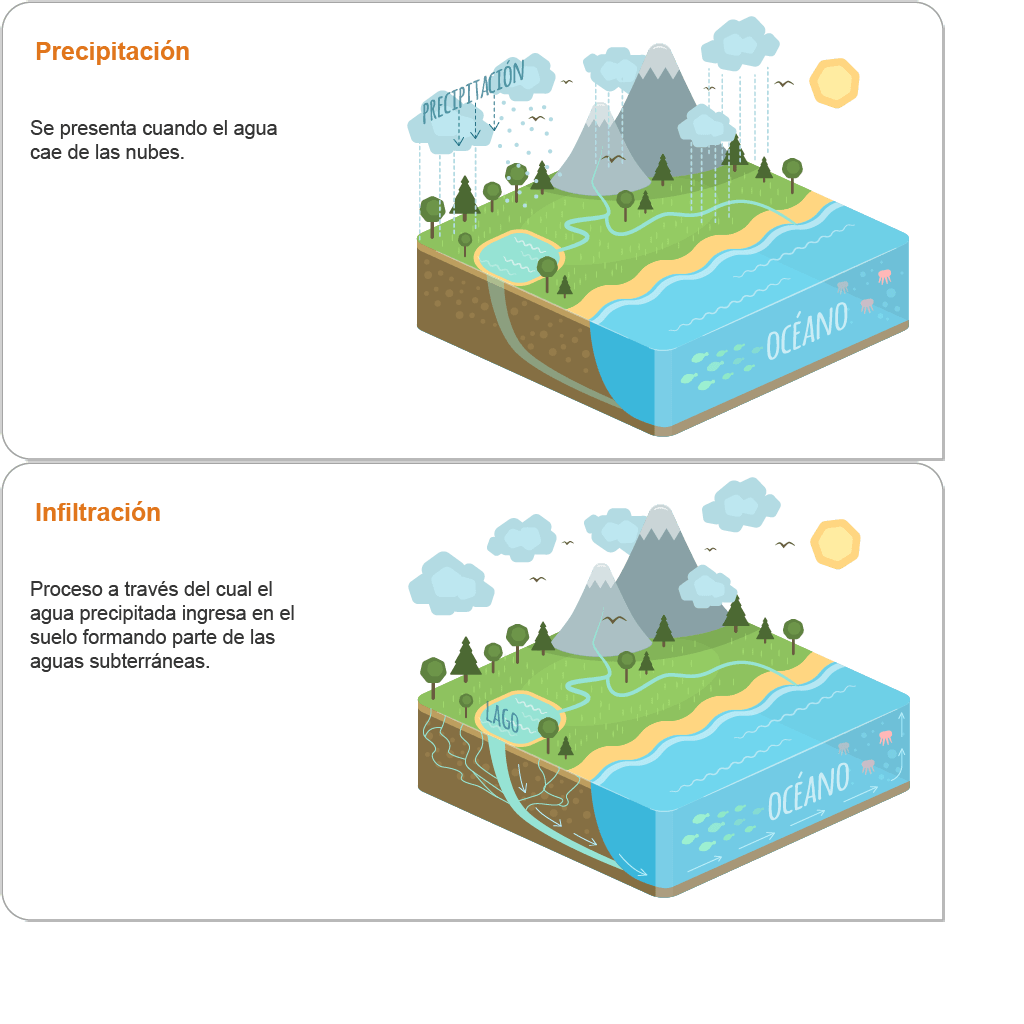 Precipitación
Se presenta cuando el agua
cae de las nubes.
PRECIPITACIÓN
OCÉANO
Infiltración
Proceso a través del cual el
agua precipitada ingresa en el
suelo formando parte de las
aguas subterráneas.
LAGO
OCÉANO